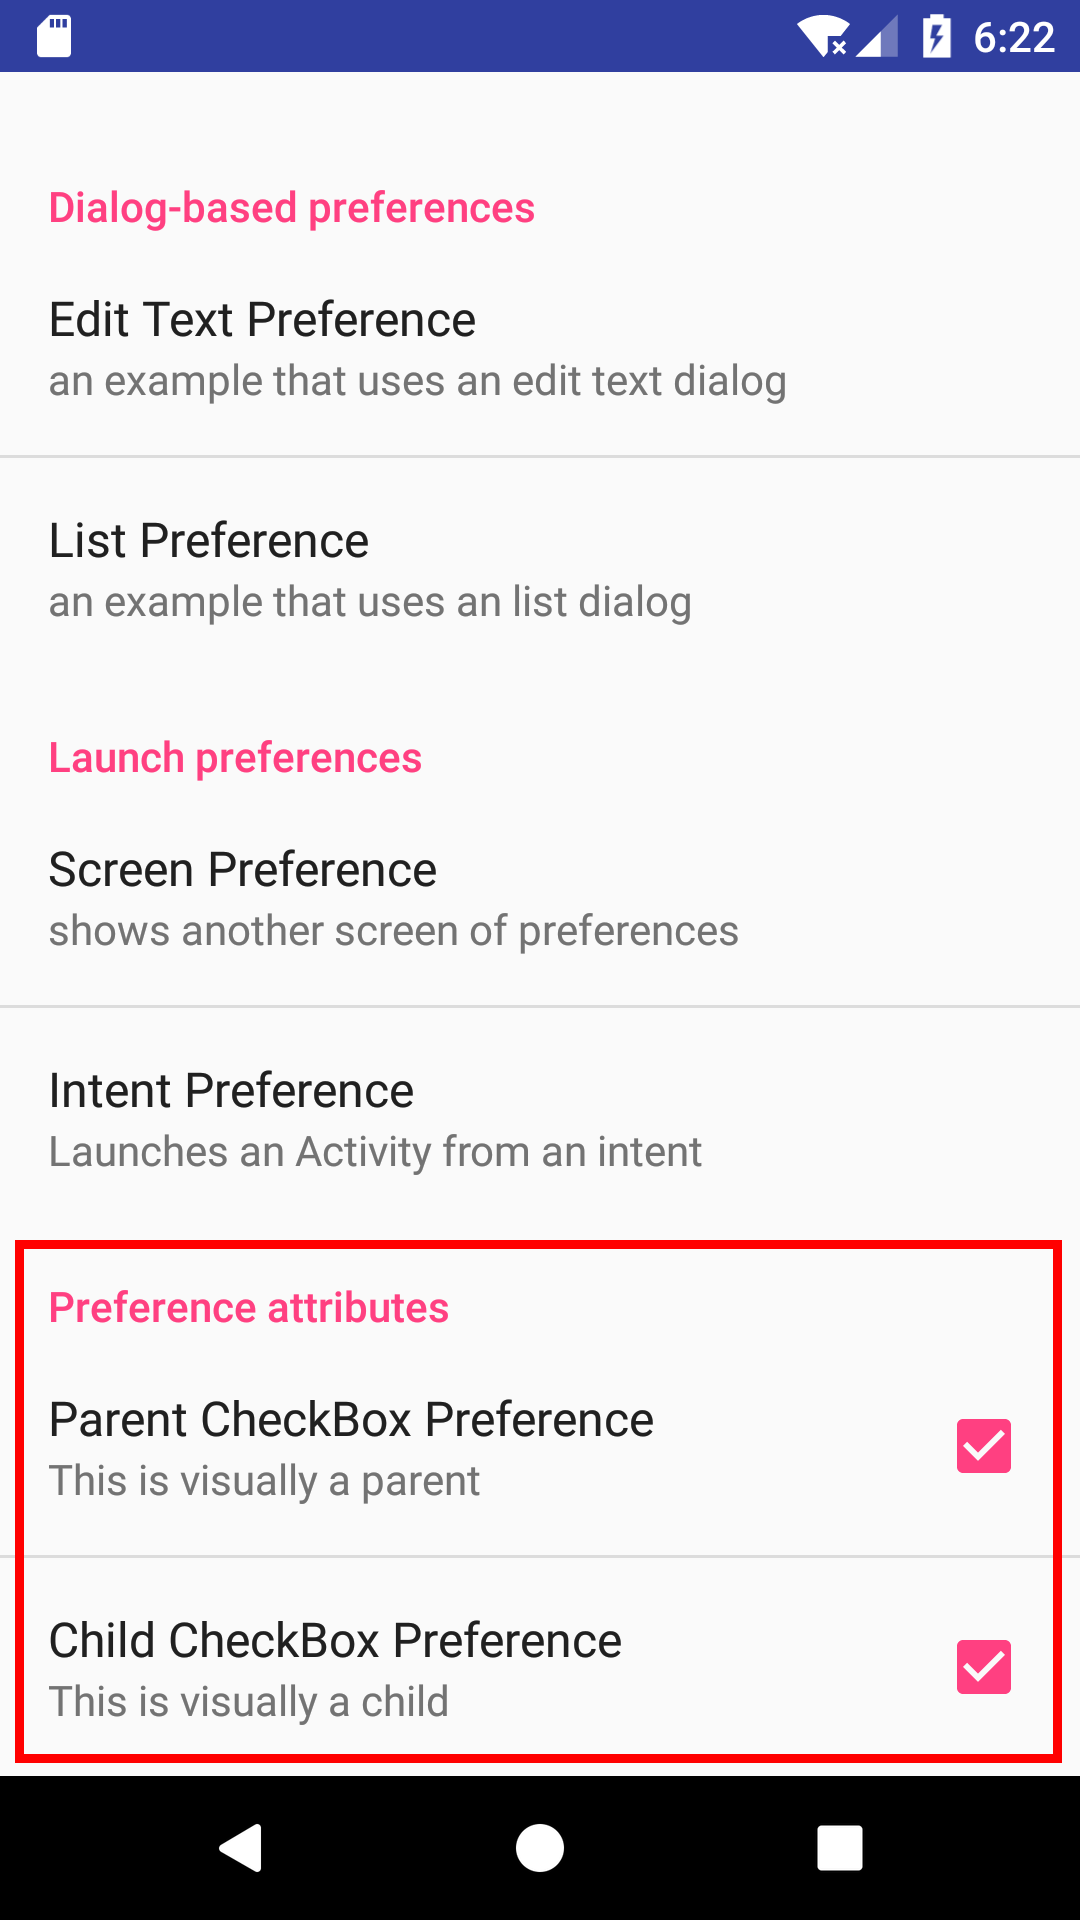 6:22
Dialog-based preferences
Edit Text Preference
an example that uses an edit text dialog
List Preference
an example that uses an list dialog
Launch preferences
Screen Preference
shows another screen of preferences
Intent Preference
Launches an Activity from an intent
Preference attributes
Parent CheckBox Preference
This is visually a parent
Child CheckBox Preference
This is visually a child